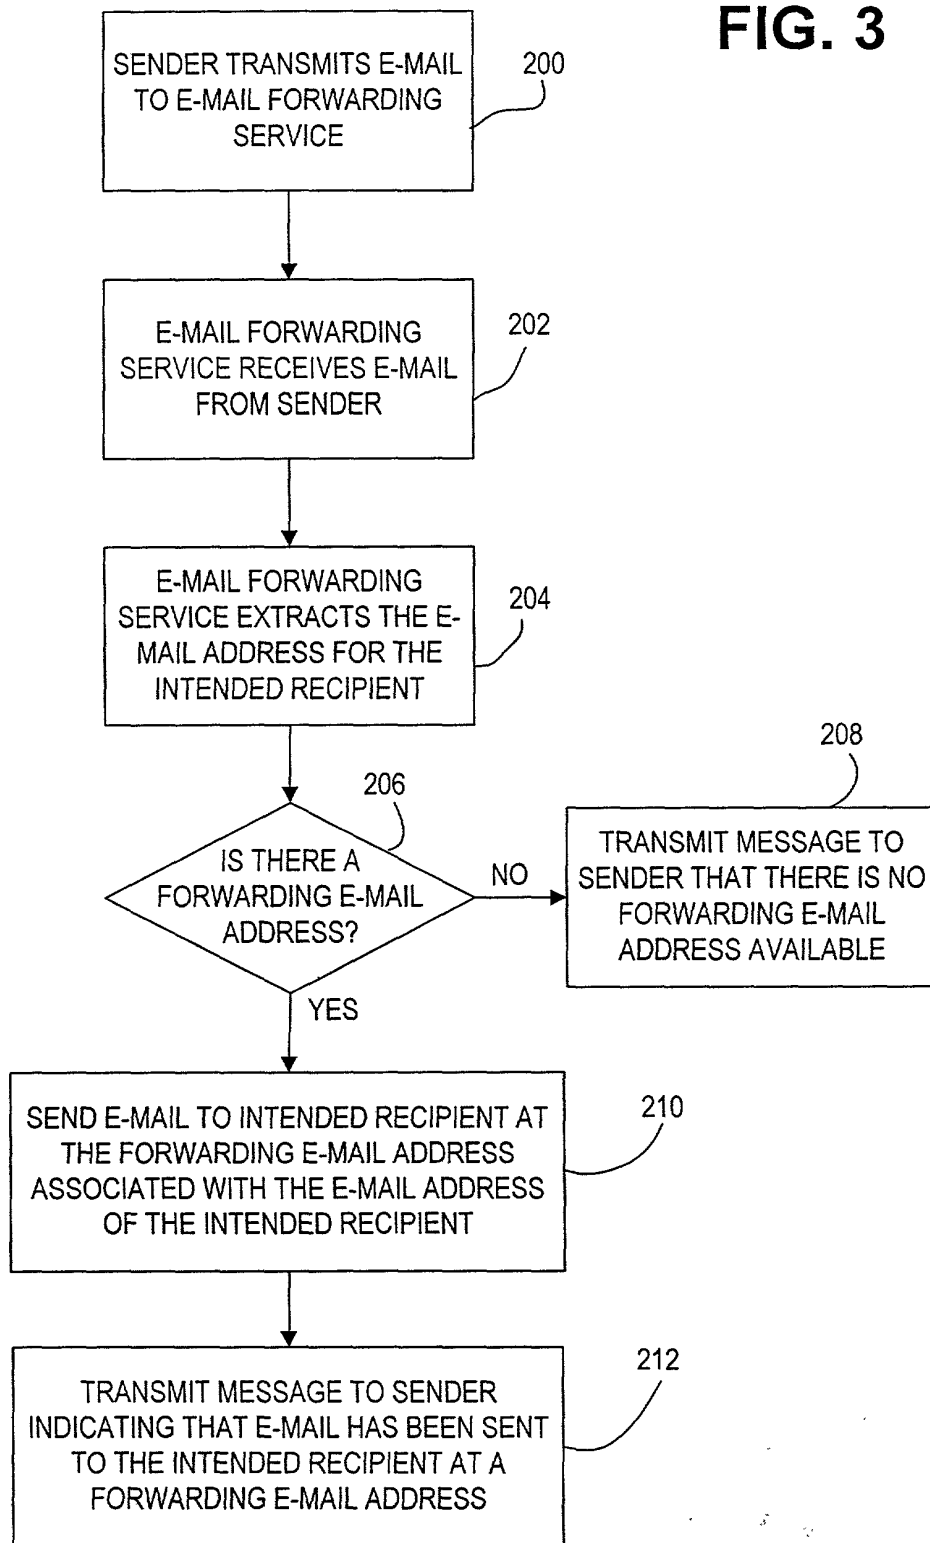 FIG. 3
SENDER TRANSMITS E-MAIL
TO E-MAIL FORWARDING
SERVICE
200
E-MAIL FORWARDING
SERVICE RECEIVES E-MAIL
FROM SENDER
202
E-MAIL FORWARDING
SERVICE EXTRACTS THE E-
MAIL ADDRESS FOR THE
INTENDED RECIPIENT
204
206
IS THERE A
FORWARDING E-MAIL
ADDRESS?
NO
YES
208
TRANSMIT MESSAGE TO
SENDER THAT THERE IS NO
FORWARDING E-MAIL
ADDRESS AVAILABLE
SEND E-MAIL TO INTENDED RECIPIENT AT
THE FORWARDING E-MAIL ADDRESS
ASSOCIATED WITH THE E-MAIL ADDRESS
OF THE INTENDED RECIPIENT
210
TRANSMIT MESSAGE TO SENDER
INDICATING THAT E-MAIL HAS BEEN SENT
TO THE INTENDED RECIPIENT AT A
FORWARDING E-MAIL ADDRESS
212